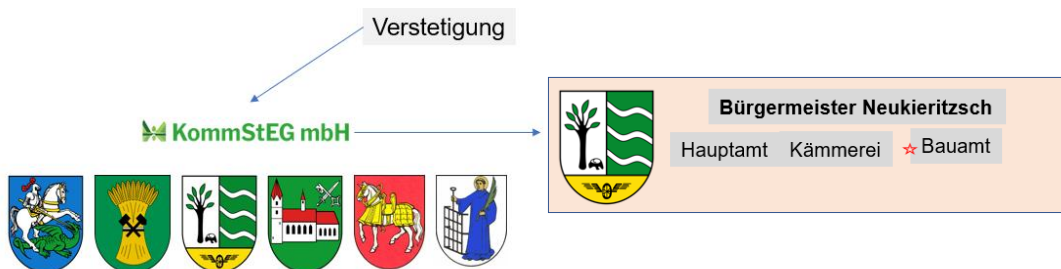 Verstetigung
KommStEG mbH
Bürgermeister Neukieritzsch
Hauptamt Kämmerei Bauamt